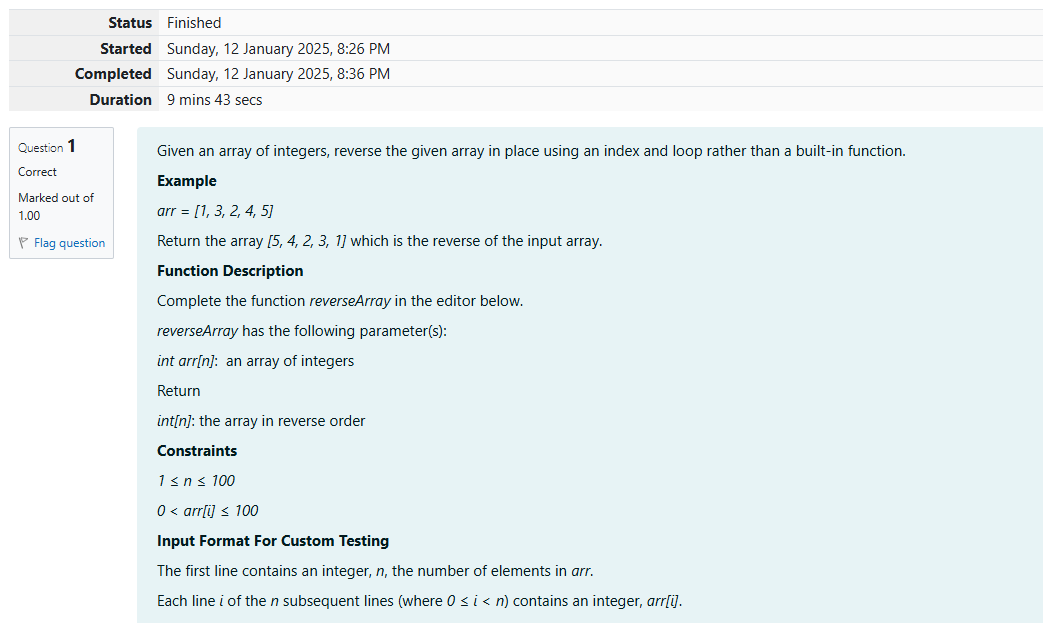 Status Finished
Started Sunday, 12 January 2025, 8:26 PM
Completed Sunday, 12 January 2025, 8:36 PM
Duration 9 mins 43 secs
Question 1
Correct
Marked out of
1.00
Flag question
Given an array of integers, reverse the given array in place using an index and loop rather than a built-in function.
Example
arr = [1, 3, 2, 4, 5]
Return the array [5, 4, 2, 3, 1] which is the reverse of the input array.
Function Description
Complete the function reverseArray in the editor below.
reverseArray has the following parameter(s):
int arr[n]: an array of integers
Return
int[n]: the array in reverse order
Constraints
1 ≤ n ≤ 100
0 < arr[i] ≤ 100
Input Format For Custom Testing
The first line contains an integer, n, the number of elements in arr.
Each line i of the n subsequent lines (where 0 ≤ i < n) contains an integer, arr[i].